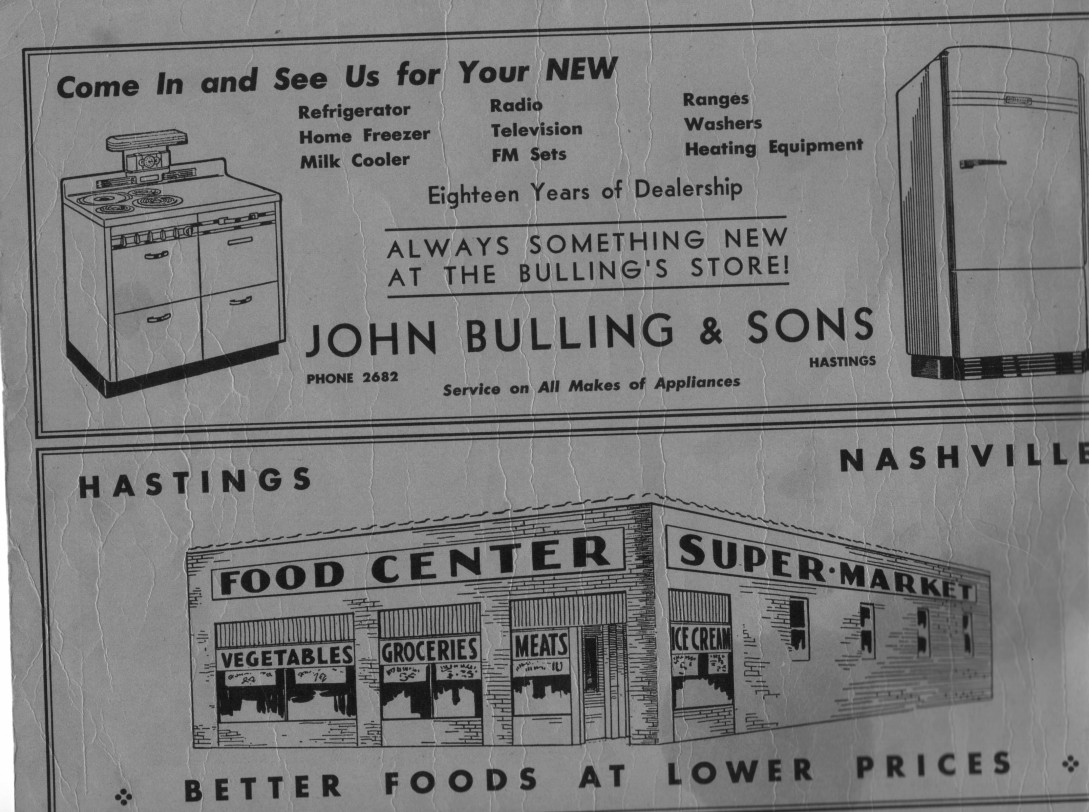 Come In and See Us for Your NEW
Refrigerator
Home Freezer
Milk Cooler
Radio
Television
FM Sets
Ranges
Washers
Heating Equipment
Eighteen Years of Dealership
ALWAYS SOMETHING NEW
AT THE BULLING'S STORE!
JOHN BULLING & SONS
PHONE 2682
HASTINGS
Service on All Makes of Appliances
HASTINGS
NASHVILLE
FOOD CENTER
SUPER-MARKET
VEGETABLES
GROCERIES
MEATS
ICE CREAM
BETTER FOODS AT LOWER PRICES